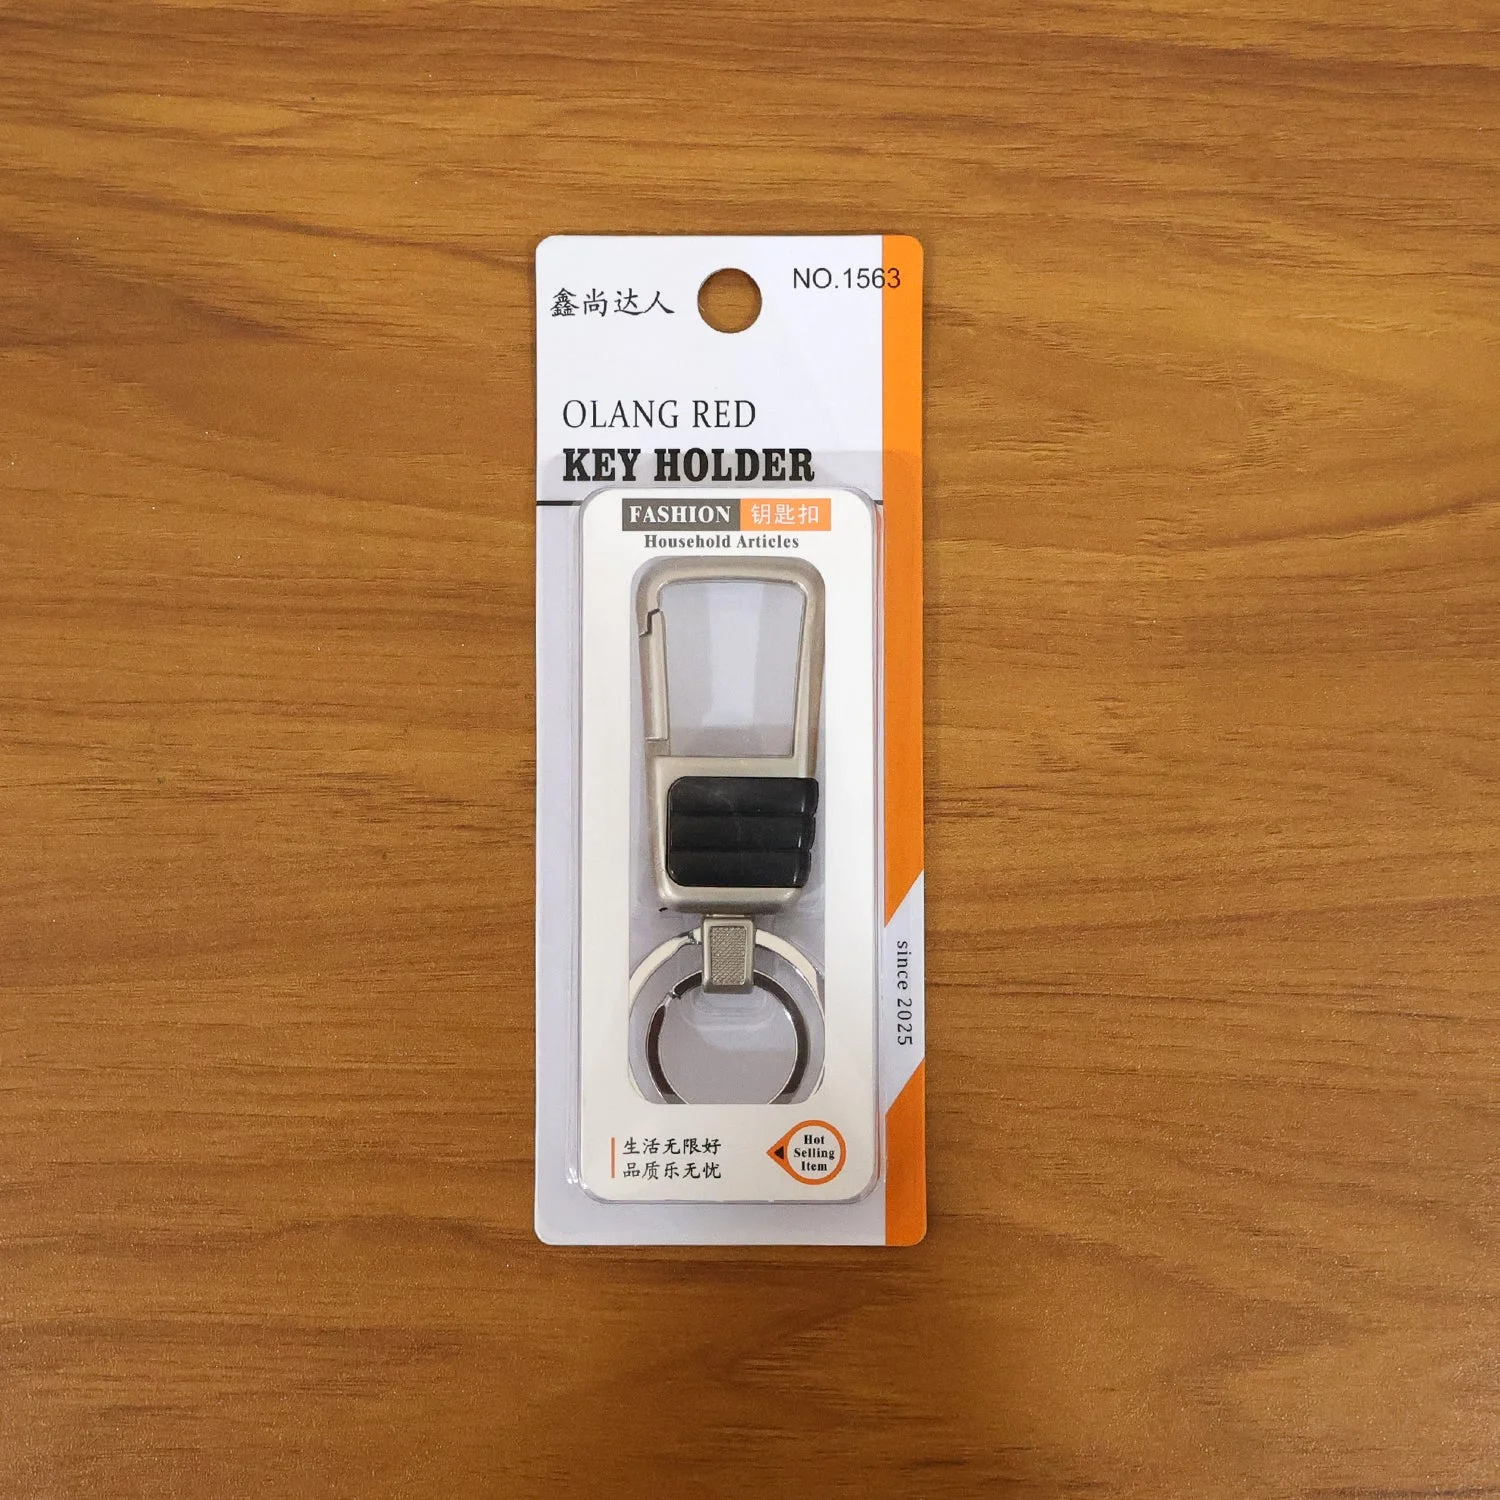 鑫尚达人
NO.1563
OLANG RED
KEY HOLDER
FASHION 钥匙扣
Household Articles
since 2025
生活无限好
品质乐无忧
Hot
Selling
Item